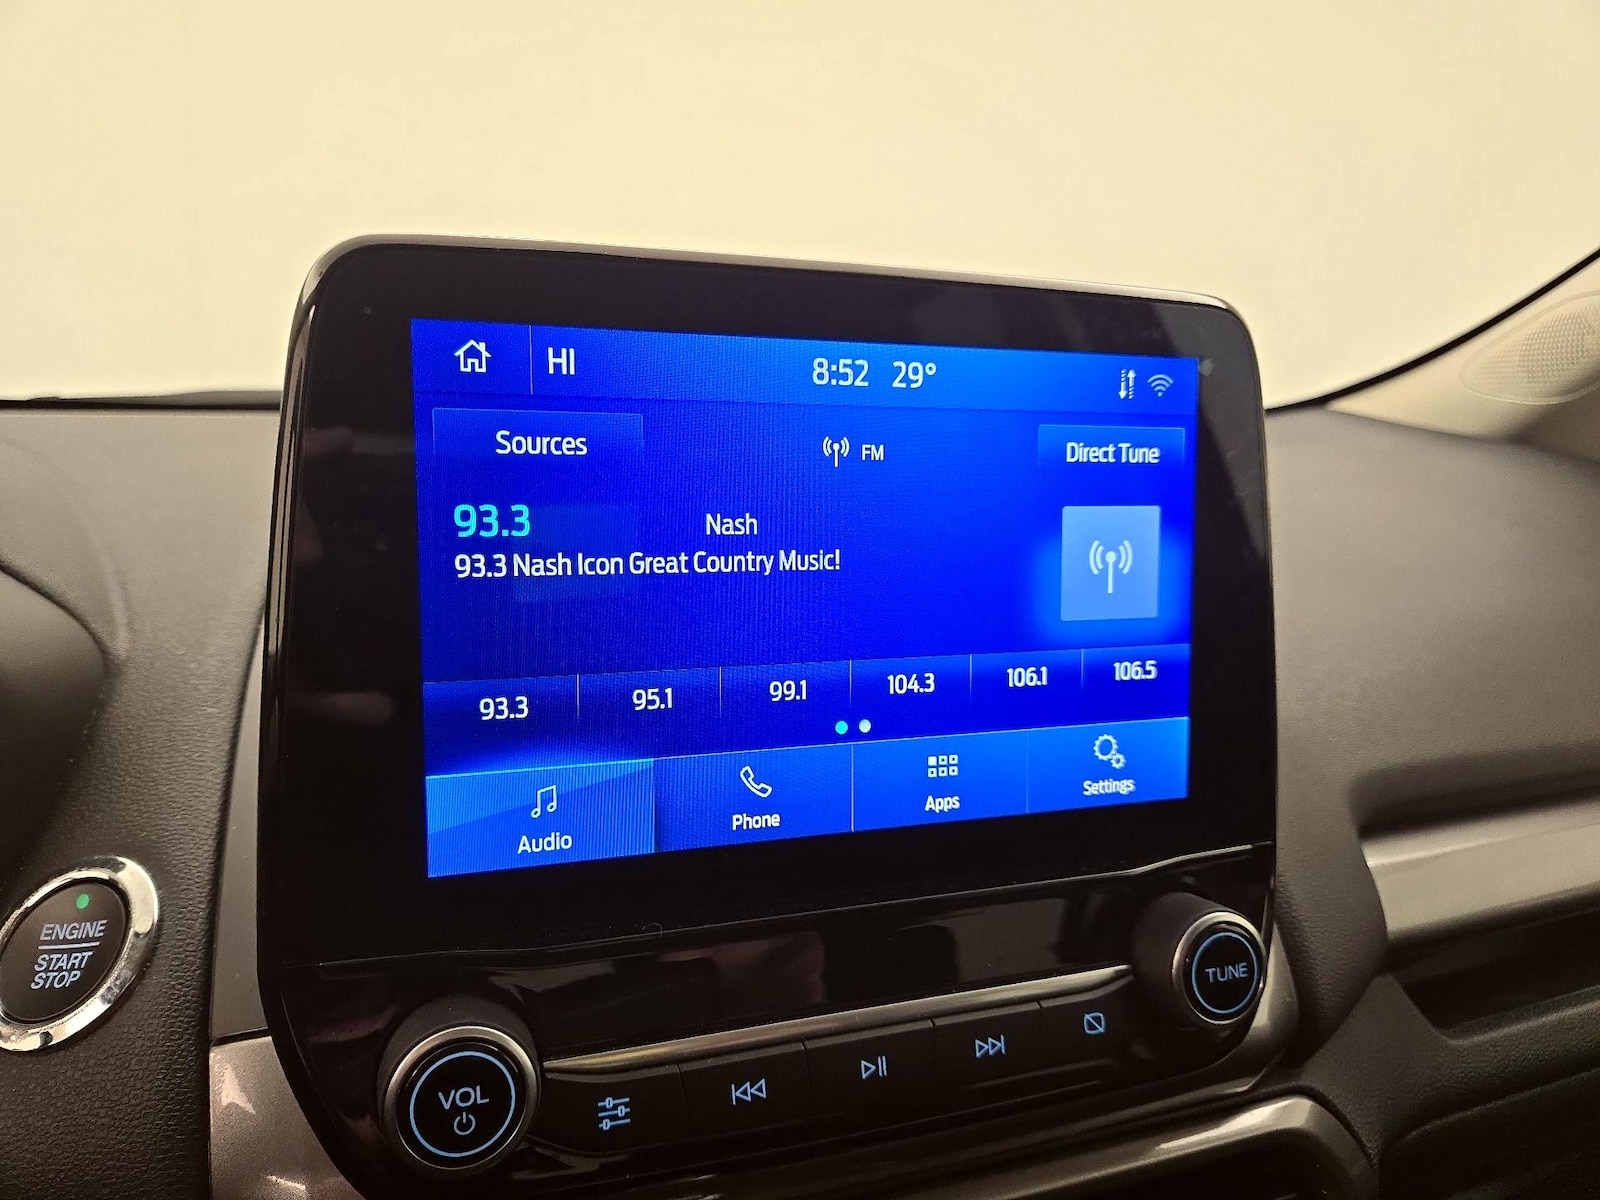 HI
8:52 29°
Sources
FM
Direct Tune
93.3
Nash
93.3 Nash Icon Great Country Music!
93.3
95.1
99.1
104.3
106.1
106.5
Audio
Phone
Apps
Settings
ENGINE
START
STOP
VOL
TUNE